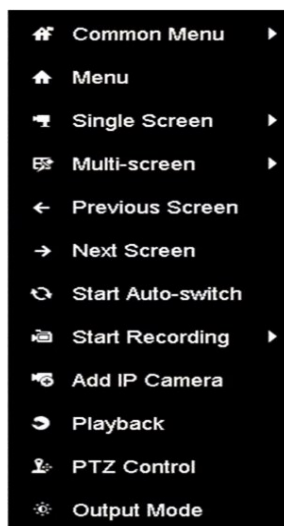 Common Menu
Menu
Single Screen
Multi-screen
Previous Screen
Next Screen
Start Auto-switch
Start Recording
Add IP Camera
Playback
PTZ Control
Output Mode